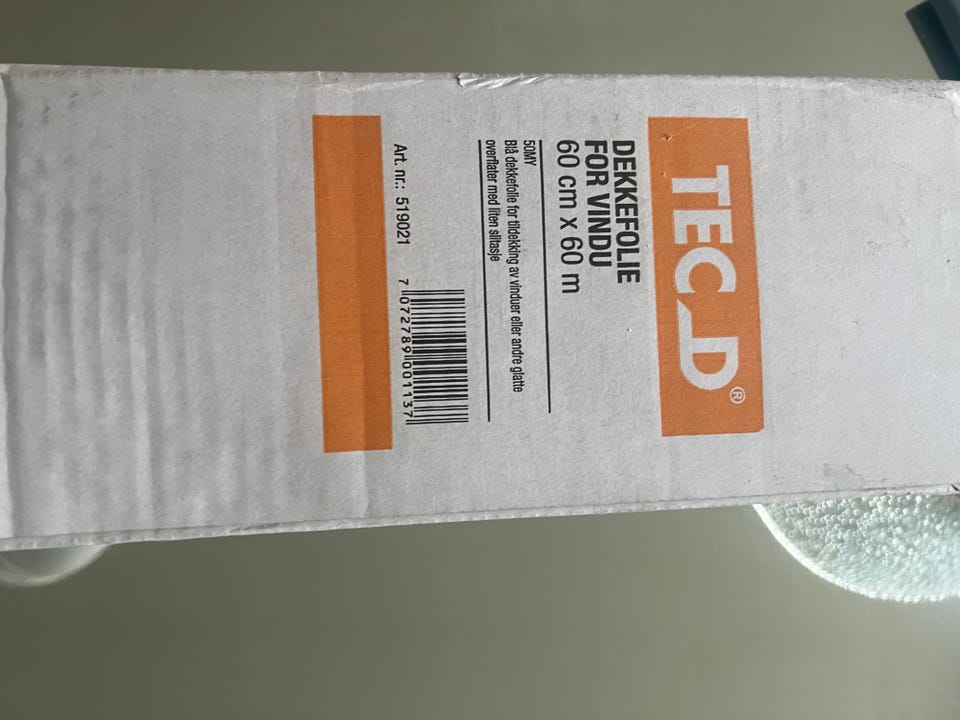 TEC_D®
DEKKEFOLIE
FOR VINDU
60 cm x 60 m
50MY
Blå dekkefolie for tildekking av vinduer eller andre glatte
overflater med liten slitasje
Art. nr.: 519021
7 072789 001137